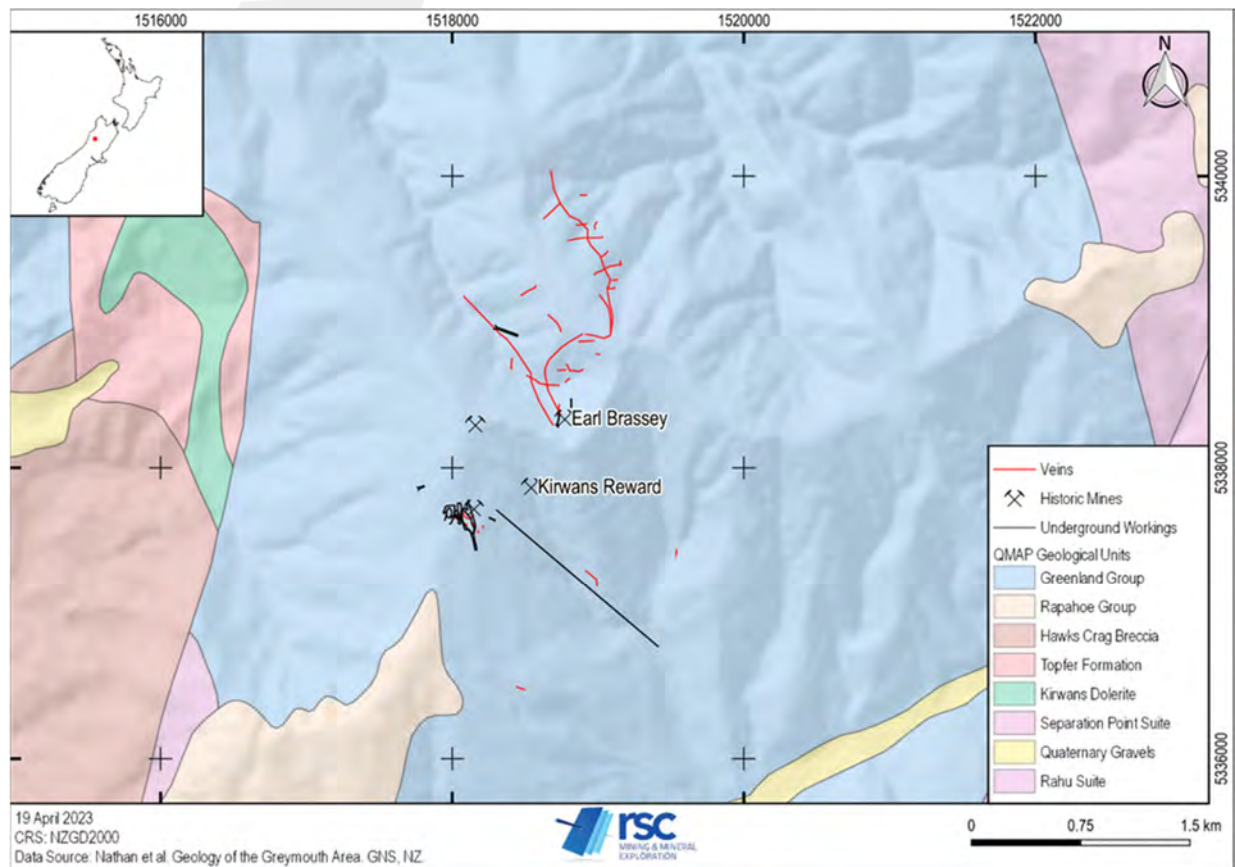 1516000
1518000
1520000
1522000
N
5340000
5338000
5336000
Earl Brassey
Kirwans Reward
Veins
Historic Mines
Underground Workings
QMAP Geological Units
Greenland Group
Rapahoe Group
Hawks Crag Breccia
Topfer Formation
Kirwans Dolerite
Separation Point Suite
Quaternary Gravels
Rahu Suite
19 April 2023
CRS: NZGD2000
Data Source: Nathan et al. Geology of the Greymouth Area. GNS, NZ.
rsc
MINING & MINERAL
EXPLORATION
0 0.75 1.5 km